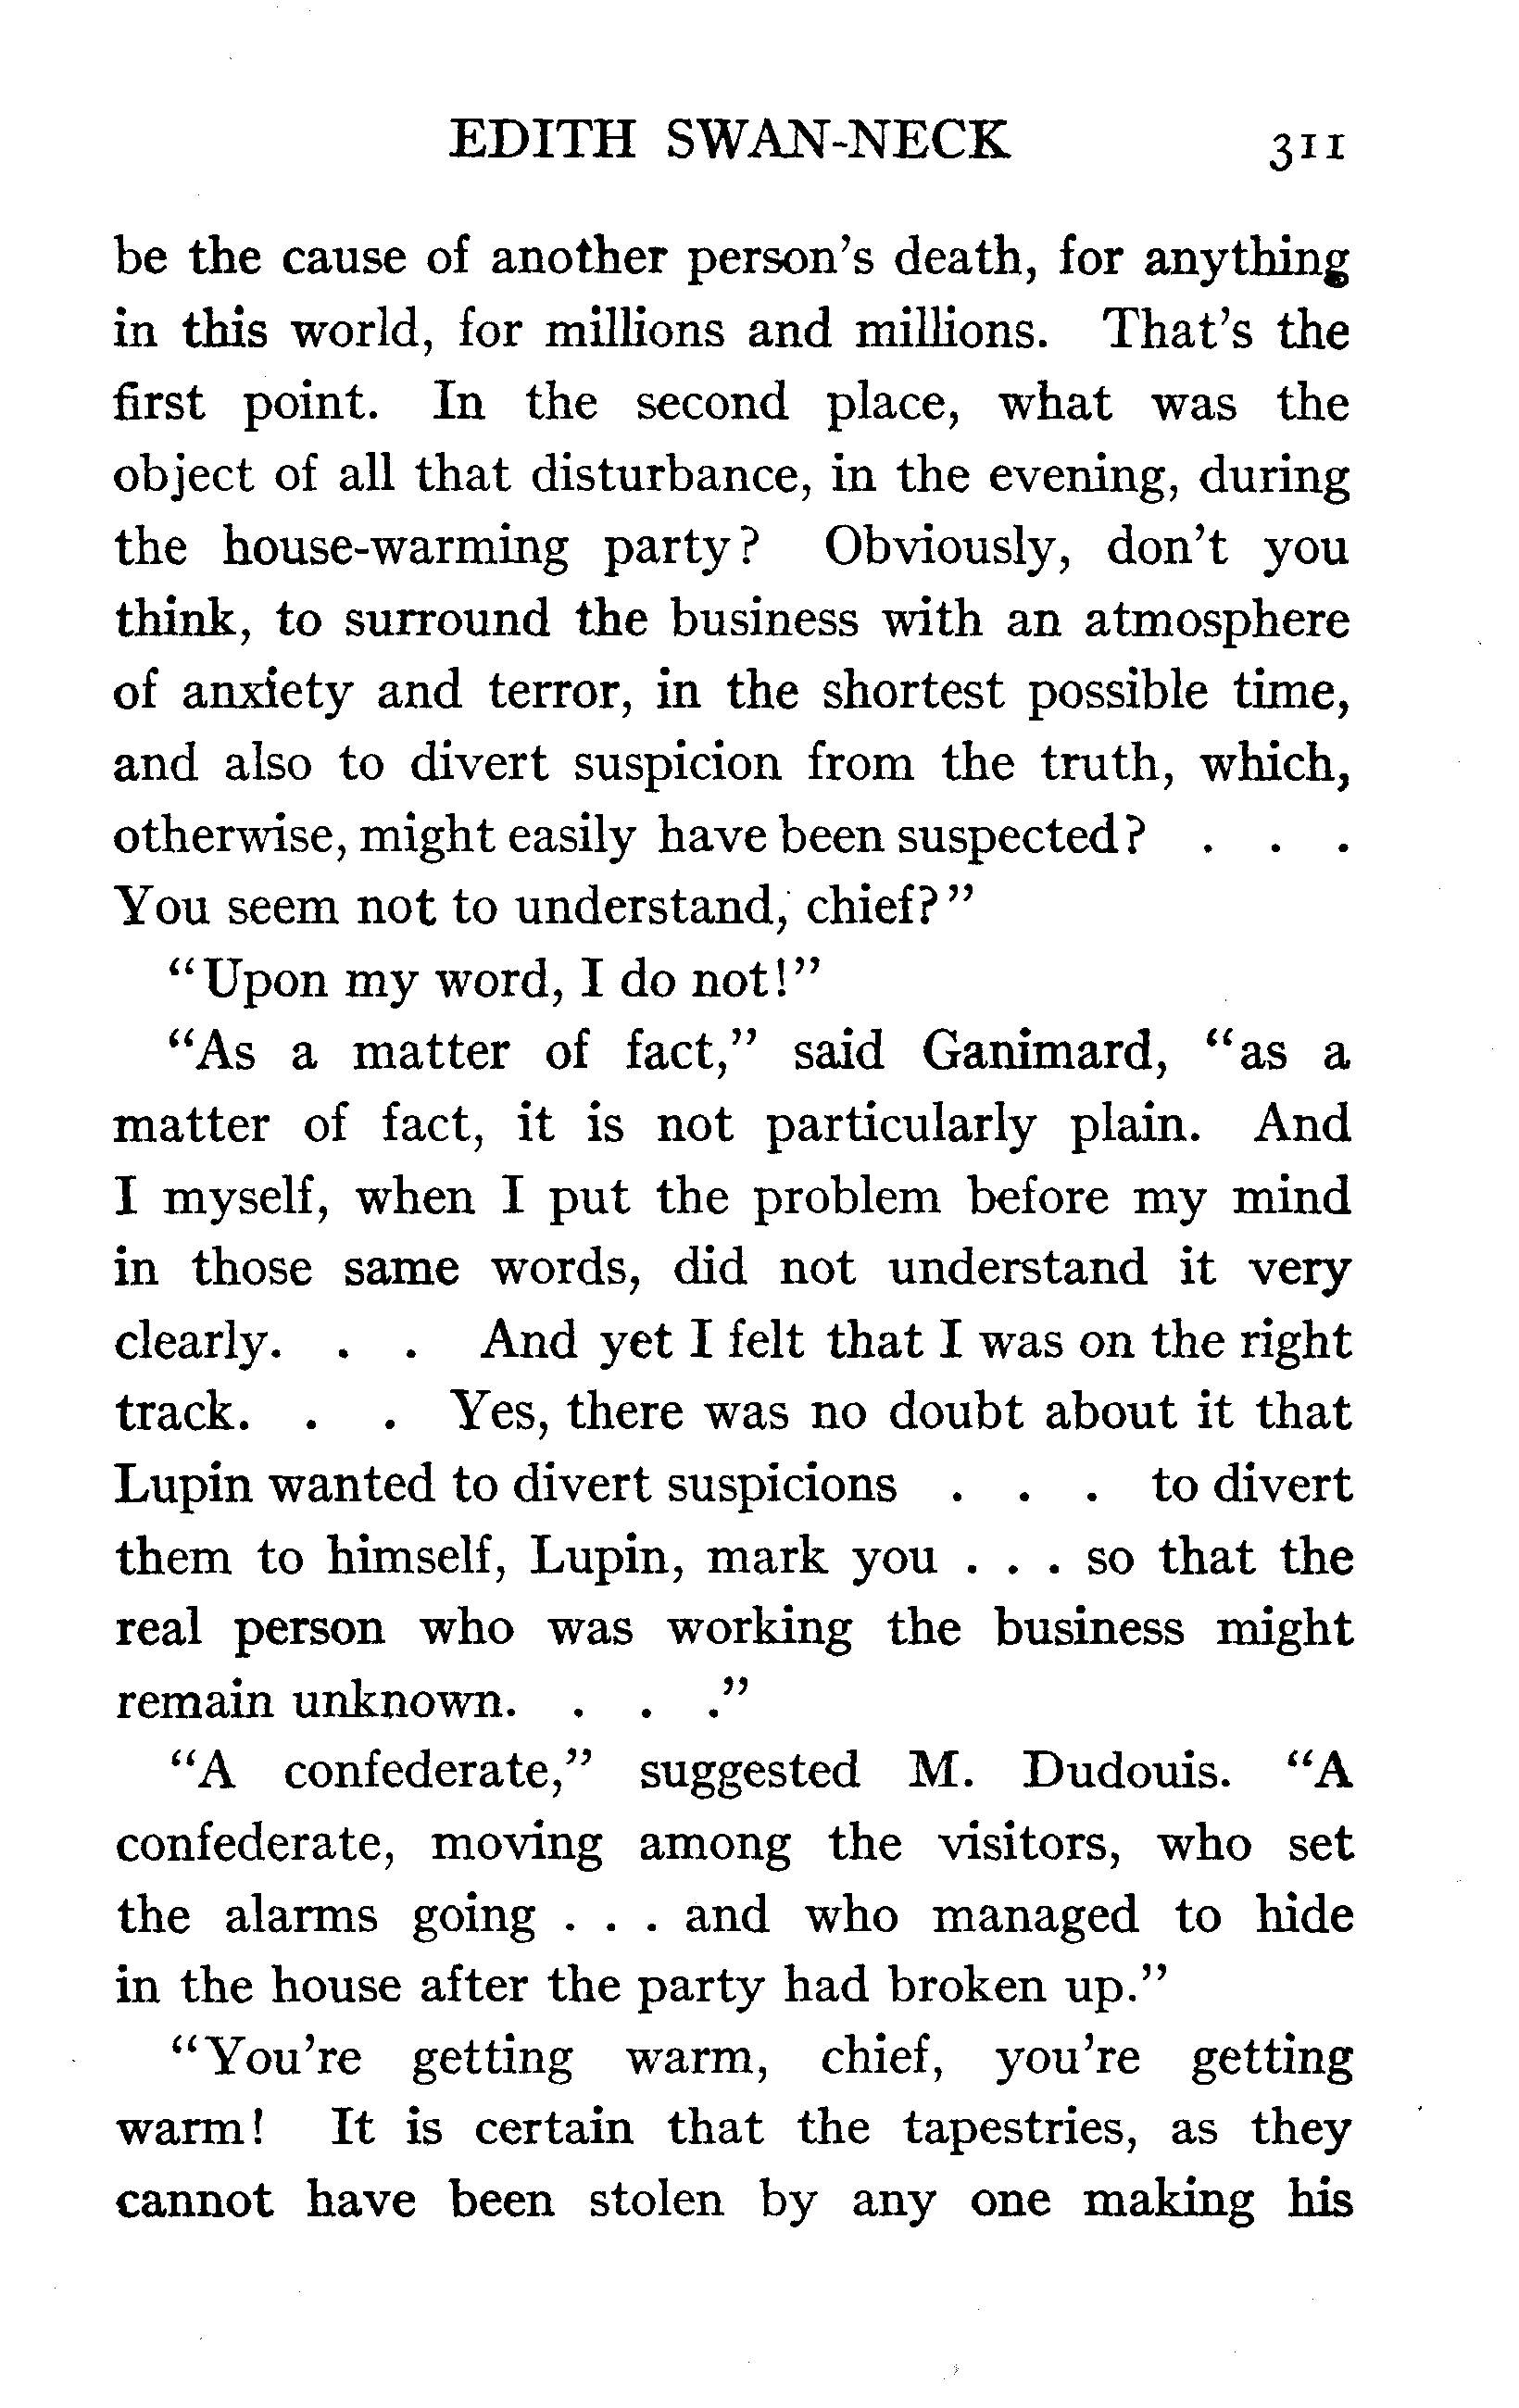 EDITH SWAN-NECK 311
be the cause of another person's death, for anything
in this world, for millions and millions. That's the
first point. In the second place, what was the
object of all that disturbance, in the evening, during
the house-warming party? Obviously, don't you
think, to surround the business with an atmosphere
of anxiety and terror, in the shortest possible time,
and also to divert suspicion from the truth, which,
otherwise, might easily have been suspected? . . .
You seem not to understand, chief?"
"Upon my word, I do not!"
"As a matter of fact," said Ganimard, "as a
matter of fact, it is not particularly plain. And
I myself, when I put the problem before my mind
in those same words, did not understand it very
clearly. . . And yet I felt that I was on the right
track. . . Yes, there was no doubt about it that
Lupin wanted to divert suspicions . . . to divert
them to himself, Lupin, mark you . . . so that the
real person who was working the business might
remain unknown. . . ."
"A confederate," suggested M. Dudouis. "A
confederate, moving among the visitors, who set
the alarms going . . . and who managed to hide
in the house after the party had broken up."
"You're getting warm, chief, you're getting
warm! It is certain that the tapestries, as they
cannot have been stolen by any one making his